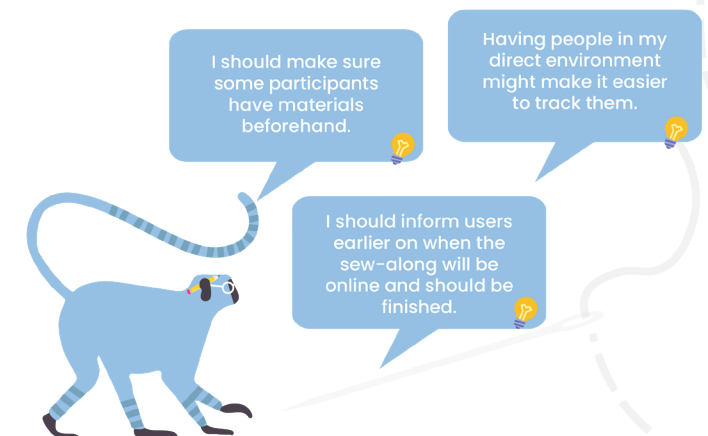 I should make sure
some participants
have materials
beforehand.
Having people in my
direct environment
might make it easier
to track them.
I should inform users
earlier on when the
sew-along will be
online and should be
finished.